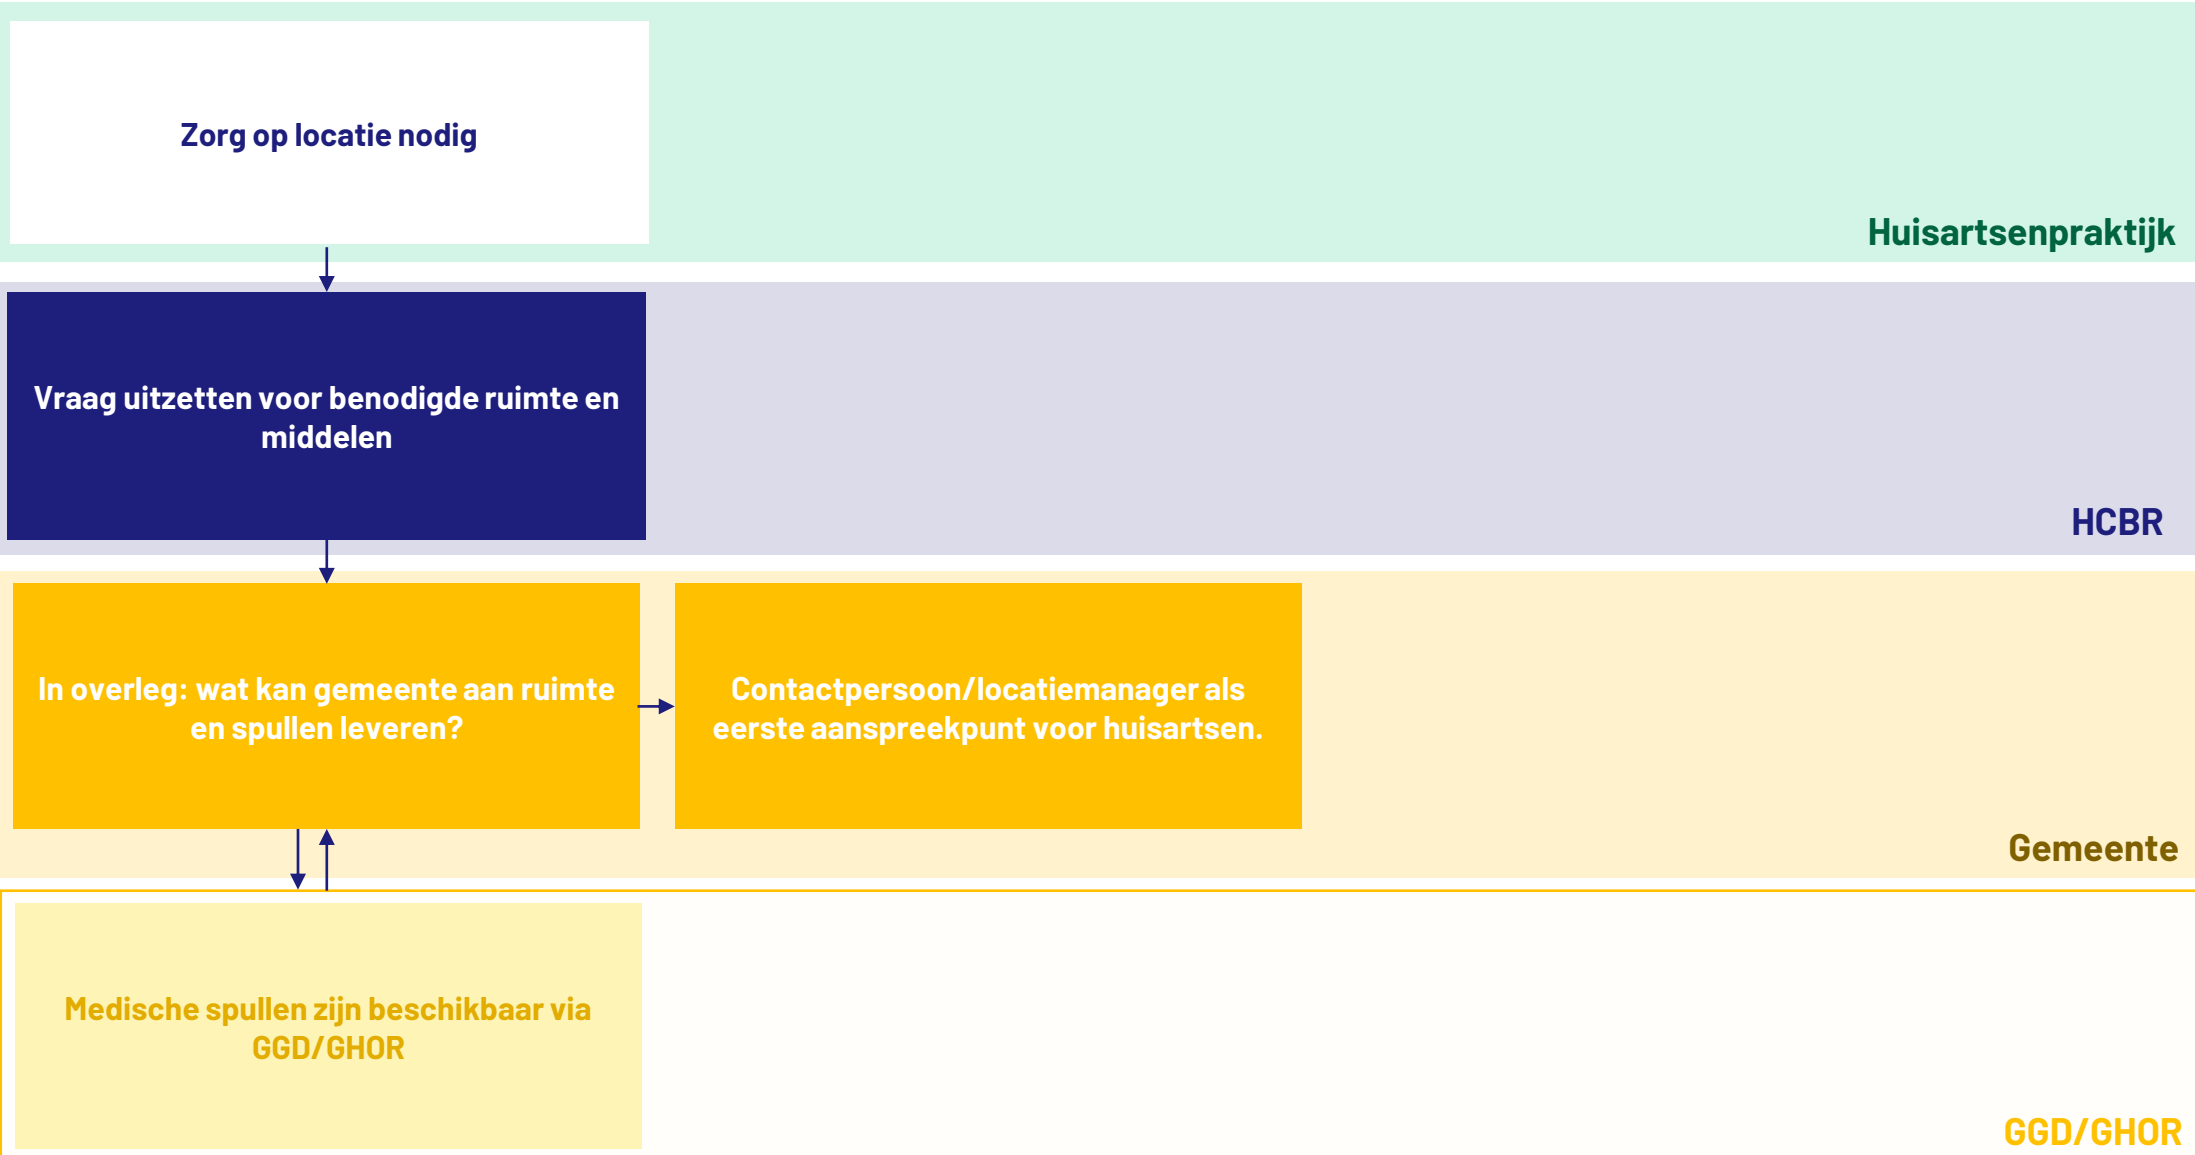 Zorg op locatie nodig
Huisartsenpraktijk
Vraag uitzetten voor benodigde ruimte en
middelen
HCBR
In overleg: wat kan gemeente aan ruimte
en spullen leveren?
Contactpersoon/locatiemanager als
eerste aanspreekpunt voor huisartsen.
Gemeente
Medische spullen zijn beschikbaar via
GGD/GHOR
GGD/GHOR